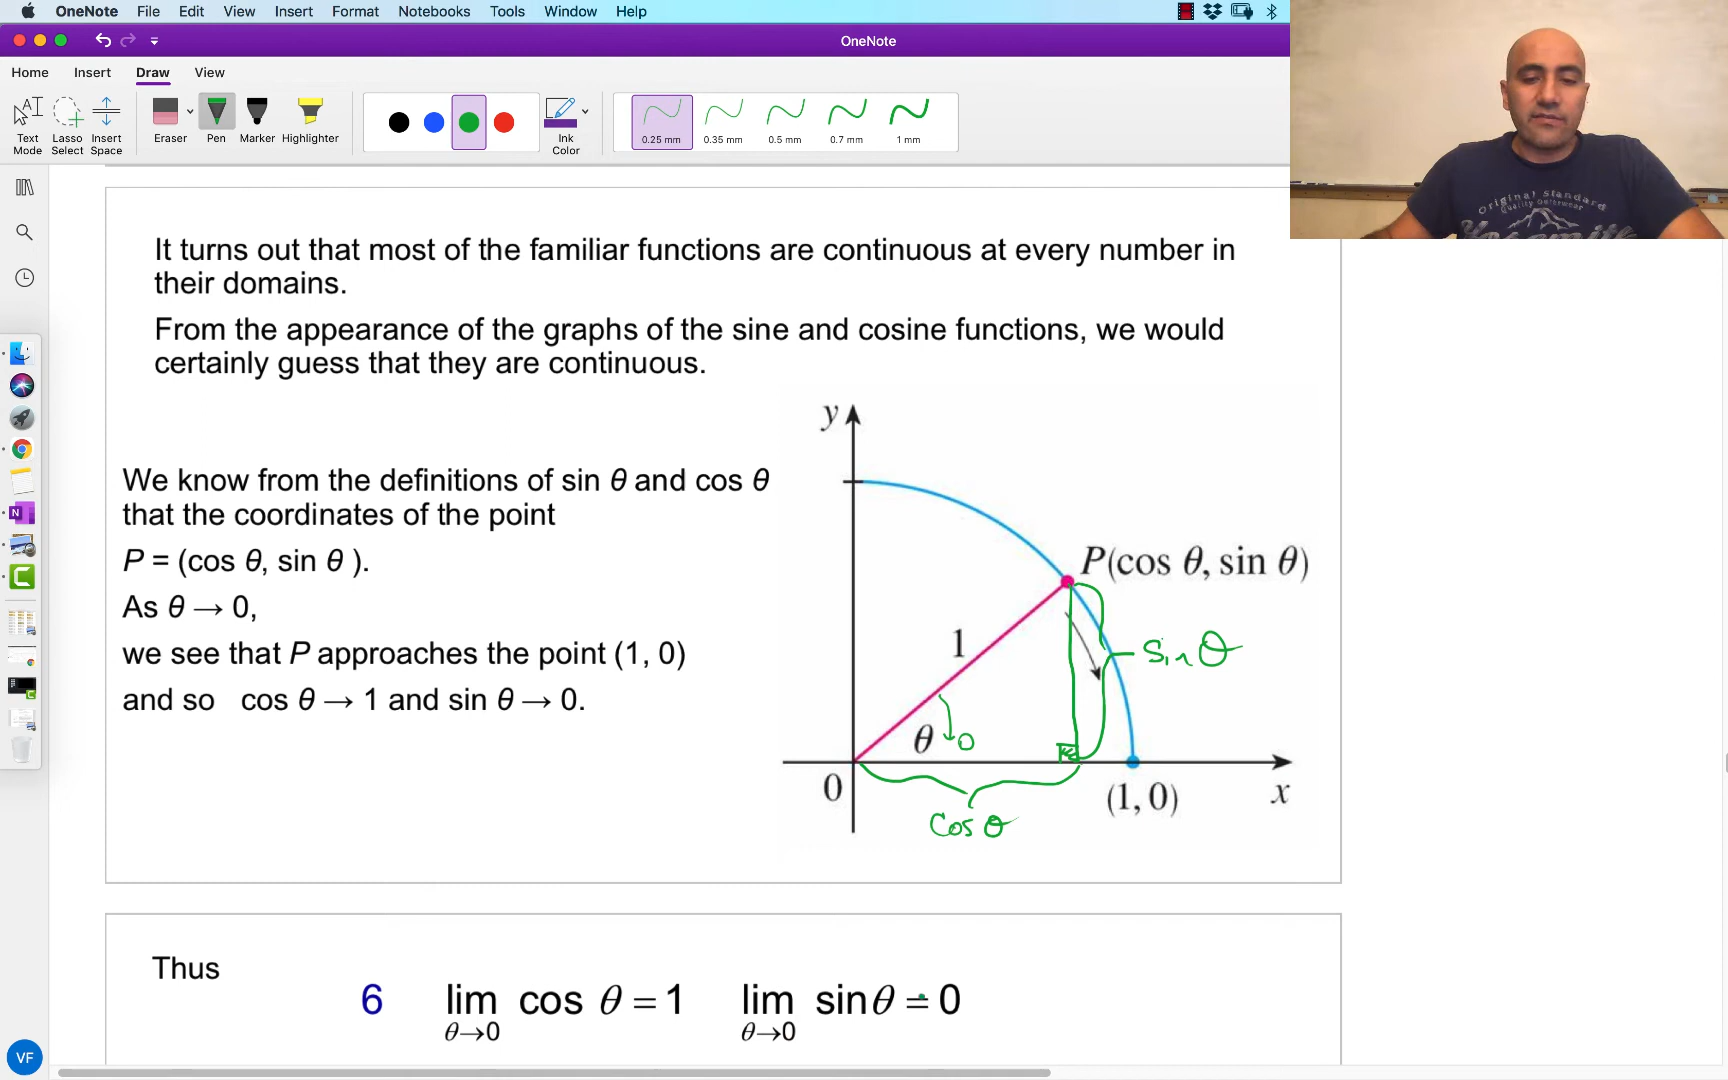 OneNote File Edit View Insert Format Notebooks Tools Window Help
OneNote
Home Insert Draw View
Text Mode
Lasso Select
Insert Space
Eraser
Pen
Marker
Highlighter
Ink Color
0.25 mm
0.35 mm
0.5 mm
0.7 mm
1 mm
Original Standard
It turns out that most of the familiar functions are continuous at every number in
their domains.
From the appearance of the graphs of the sine and cosine functions, we would
certainly guess that they are continuous.
We know from the definitions of sin θ and cos θ
that the coordinates of the point
P = (cos θ, sin θ ).
As θ → 0,
we see that P approaches the point (1, 0)
and so cos θ → 1 and sin θ → 0.
y
P(cos θ, sin θ)
1
sin θ
θ
0
0
(1, 0)
x
cos θ
Thus
6 lim cos θ = 1 lim sin θ = 0
θ→0 θ→0
VF